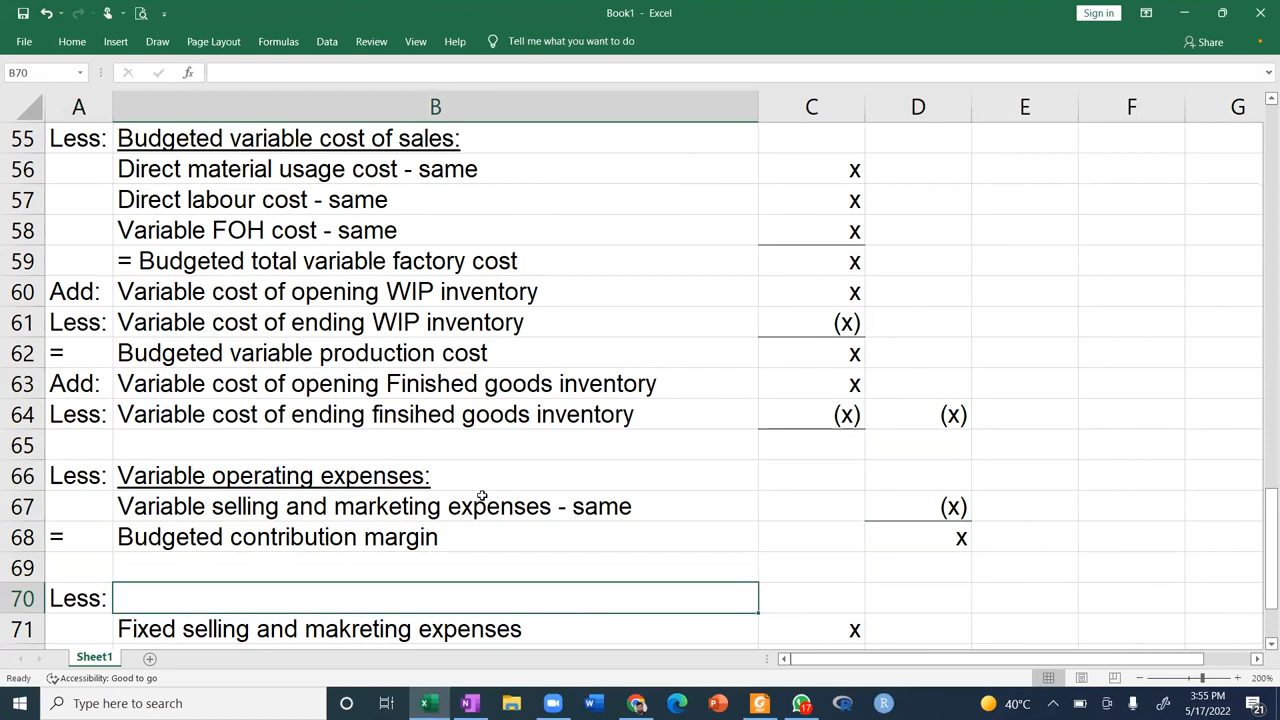 Book1 - Excel
Sign in
File Home Insert Draw Page Layout Formulas Data Review View Help Tell me what you want to do Share
B70 fx
A B C D E F G
55 Less: Budgeted variable cost of sales:
56 Direct material usage cost - same x
57 Direct labour cost - same x
58 Variable FOH cost - same x
59 = Budgeted total variable factory cost x
60 Add: Variable cost of opening WIP inventory x
61 Less: Variable cost of ending WIP inventory (x)
62 = Budgeted variable production cost x
63 Add: Variable cost of opening Finished goods inventory x
64 Less: Variable cost of ending finsihed goods inventory (x) (x)
65
66 Less: Variable operating expenses:
67 Variable selling and marketing expenses - same (x)
68 = Budgeted contribution margin x
69
70 Less:
71 Fixed selling and makreting expenses x
Sheet1
Ready Accessibility: Good to go 200%
Type here to search 17 40°C 3:55 PM
5/17/2022 21